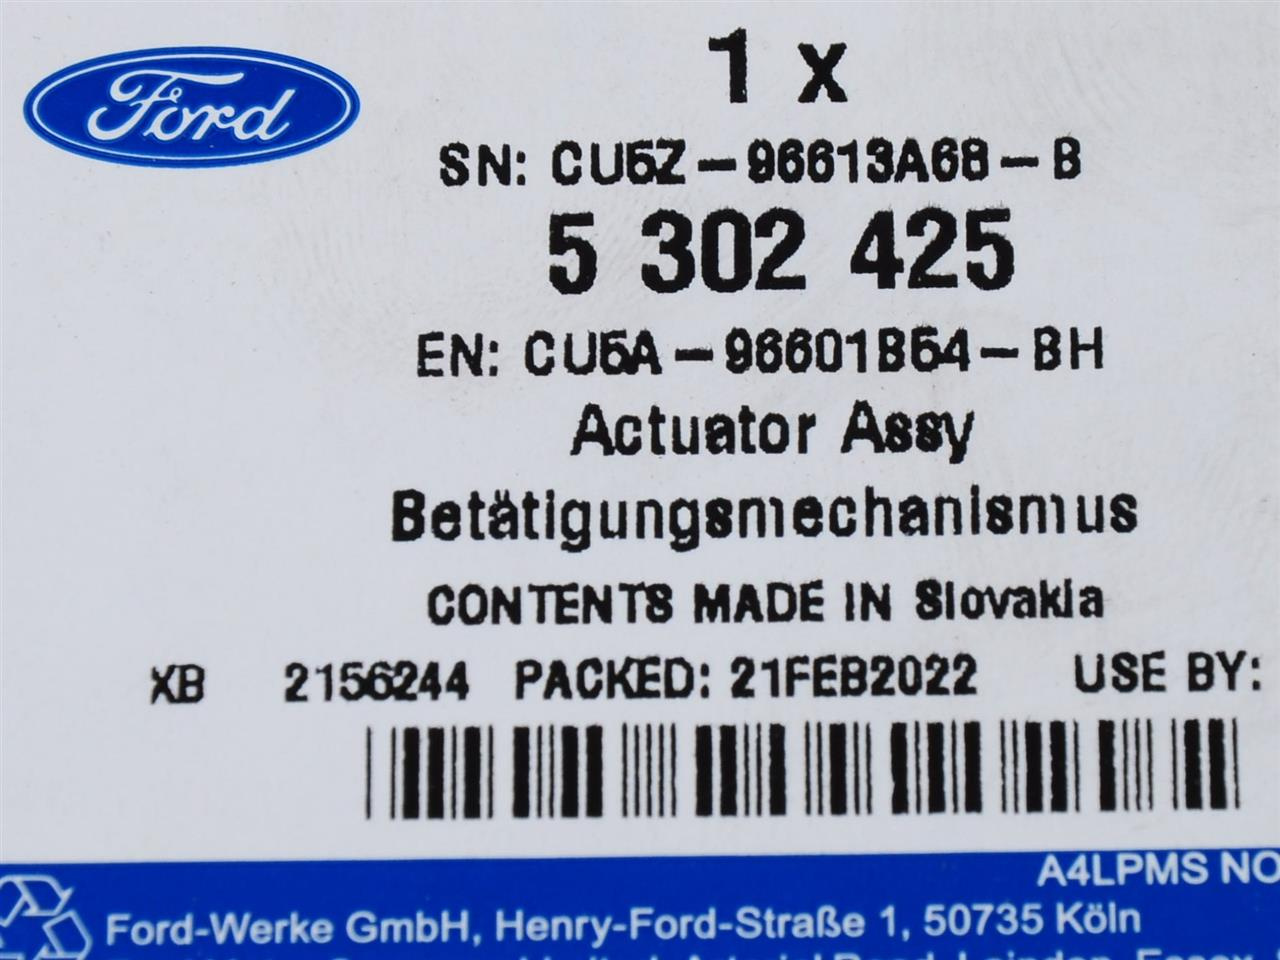 Ford
1 x
SN: CU5Z-96613A68-B
5 302 425
EN: CU5A-96601B54-BH
Actuator Assy
Betätigungsmechanismus
CONTENTS MADE IN Slovakia
XB 2156244 PACKED: 21FEB2022 USE BY:
A4LPMS NO
Ford-Werke GmbH, Henry-Ford-Straße 1, 50735 Köln